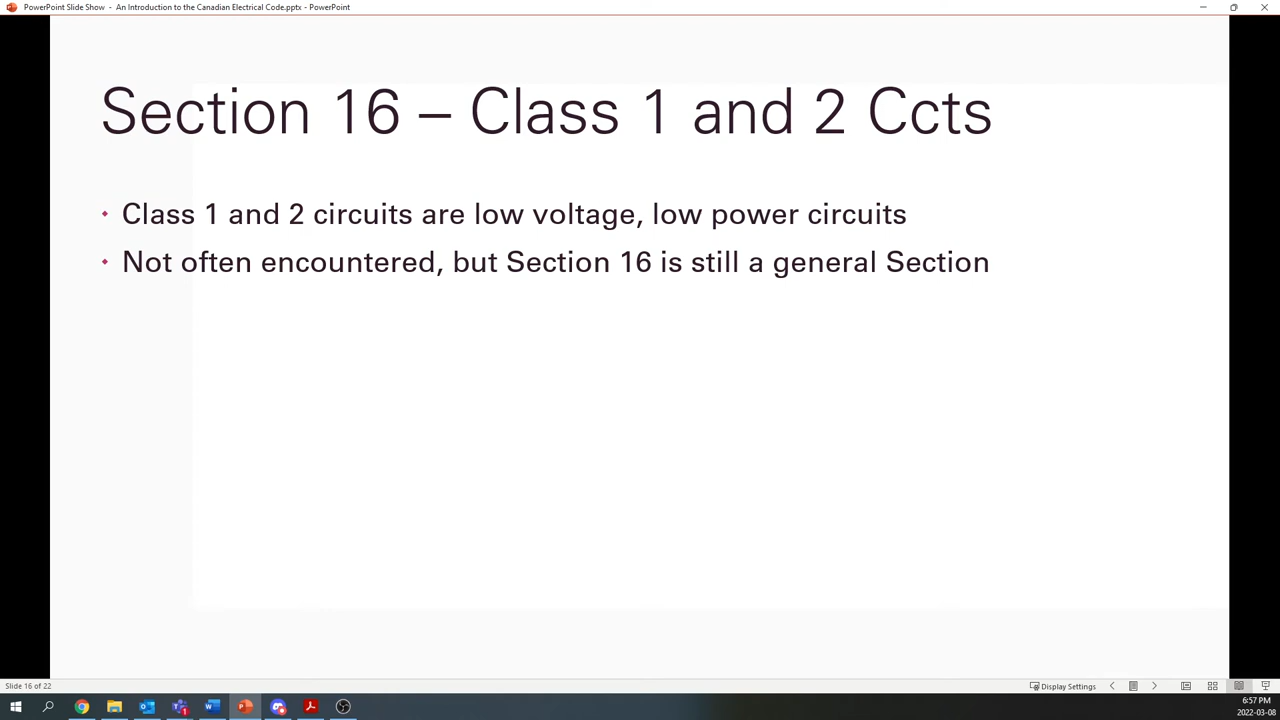 PowerPoint Slide Show - An Introduction to the Canadian Electrical Code.pptx - PowerPoint
Section 16 – Class 1 and 2 Ccts
Class 1 and 2 circuits are low voltage, low power circuits
Not often encountered, but Section 16 is still a general Section
Slide 16 of 22
Display Settings
6:57 PM
2022-03-08